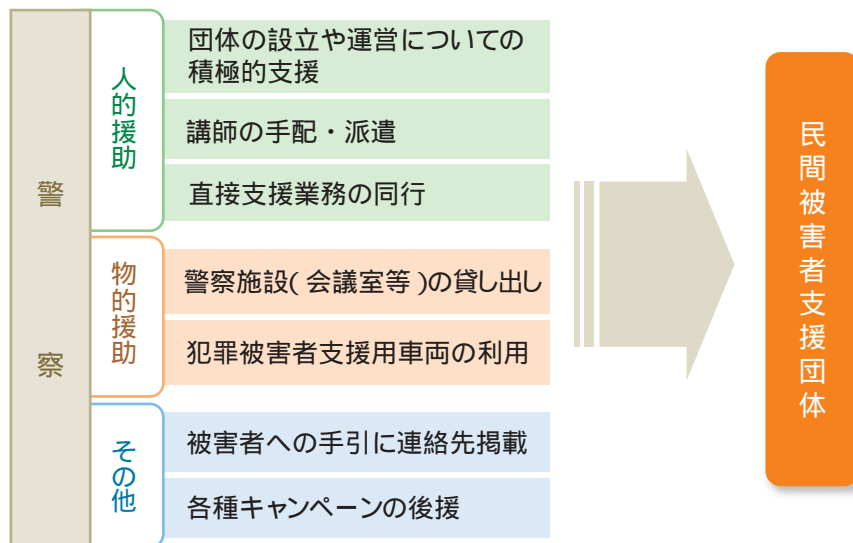 警察
人的援助
団体の設立や運営についての
積極的支援
講師の手配・派遣
直接支援業務の同行
物的援助
警察施設(会議室等)の貸し出し
犯罪被害者支援用車両の利用
その他
被害者への手引に連絡先掲載
各種キャンペーンの後援
民間被害者支援団体